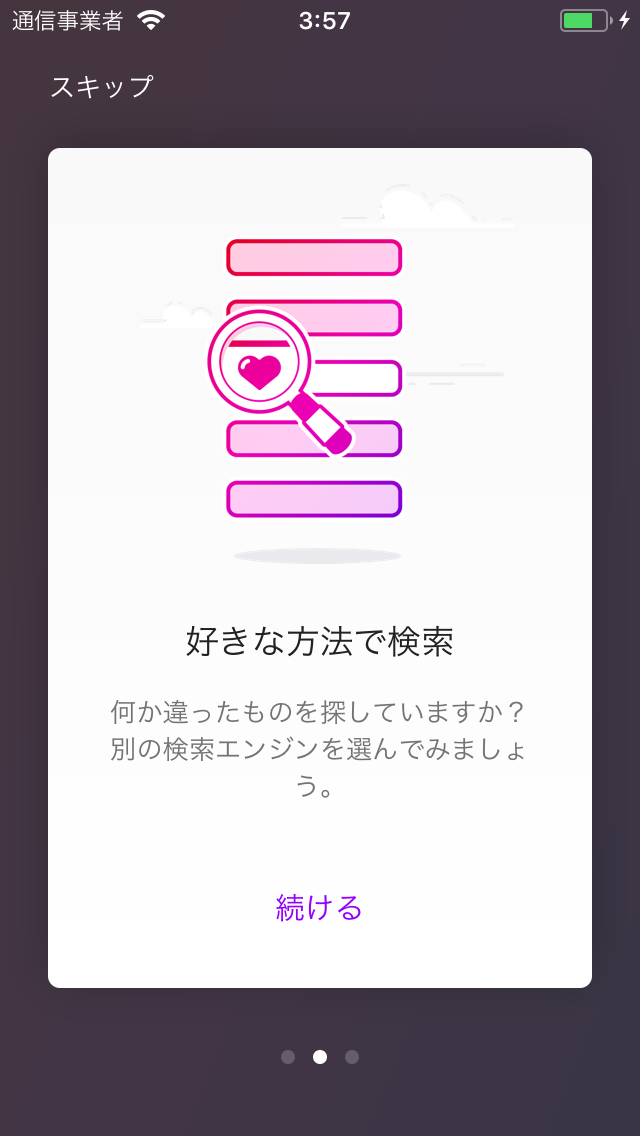 通信事業者 3:57
スキップ
好きな方法で検索
何か違ったものを探していますか？
別の検索エンジンを選んでみましょ
う。
続ける